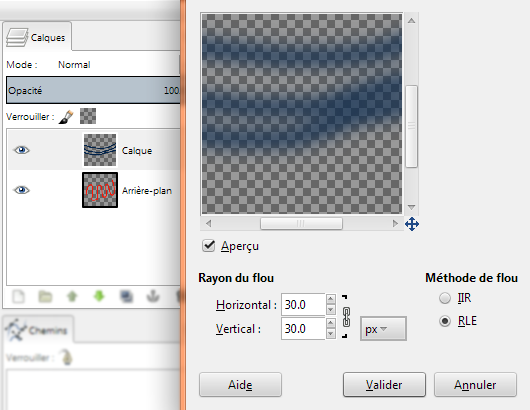 Calques
Mode : Normal
Opacité 100
Verrouiller :
Calque
Arrière-plan
Chemins
Verrouiller :
Aperçu
Rayon du flou
Horizontal : 30.0
Vertical : 30.0
px
Méthode de flou
IIR
RLE
Aide
Valider
Annuler